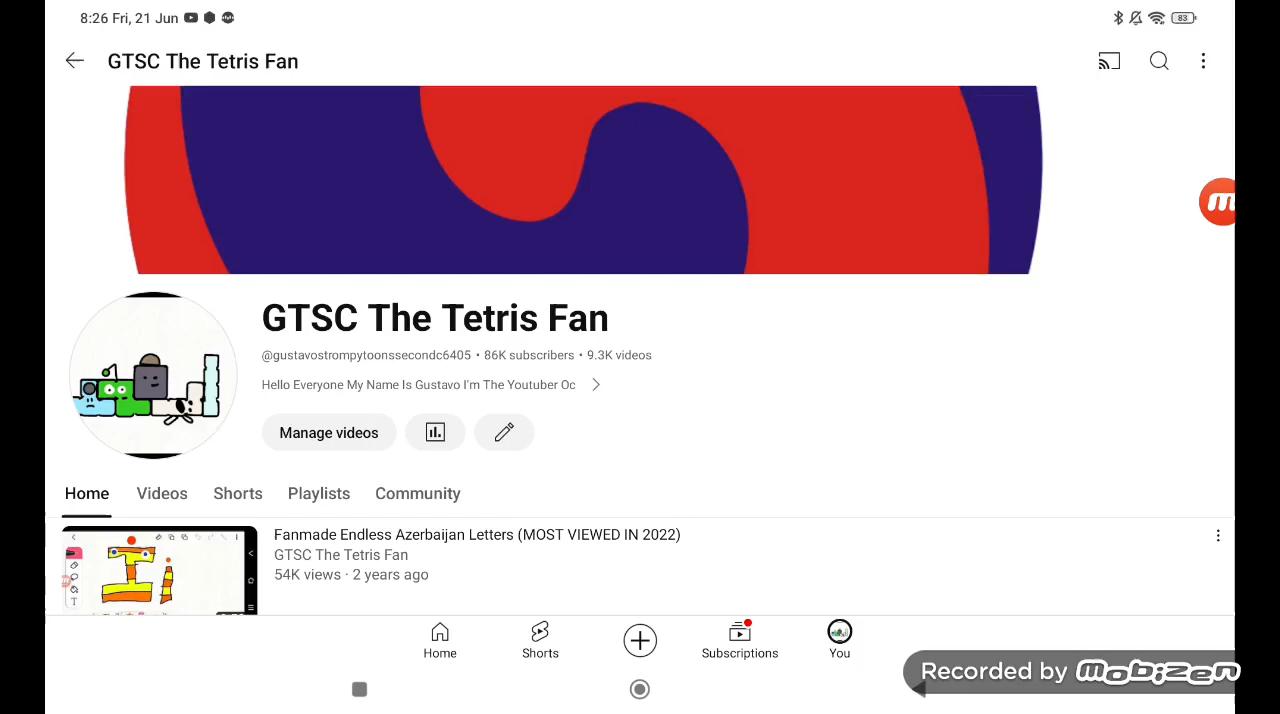 8:26 Fri, 21 Jun
83
GTSC The Tetris Fan
GTSC The Tetris Fan
@gustavostrompytoonssecondc6405 • 86K subscribers • 9.3K videos
Hello Everyone My Name Is Gustavo I'm The Youtuber Oc
Manage videos
Home Videos Shorts Playlists Community
Fanmade Endless Azerbaijan Letters (MOST VIEWED IN 2022)
GTSC The Tetris Fan
54K views · 2 years ago
Home Shorts Subscriptions You
Recorded by mobizen